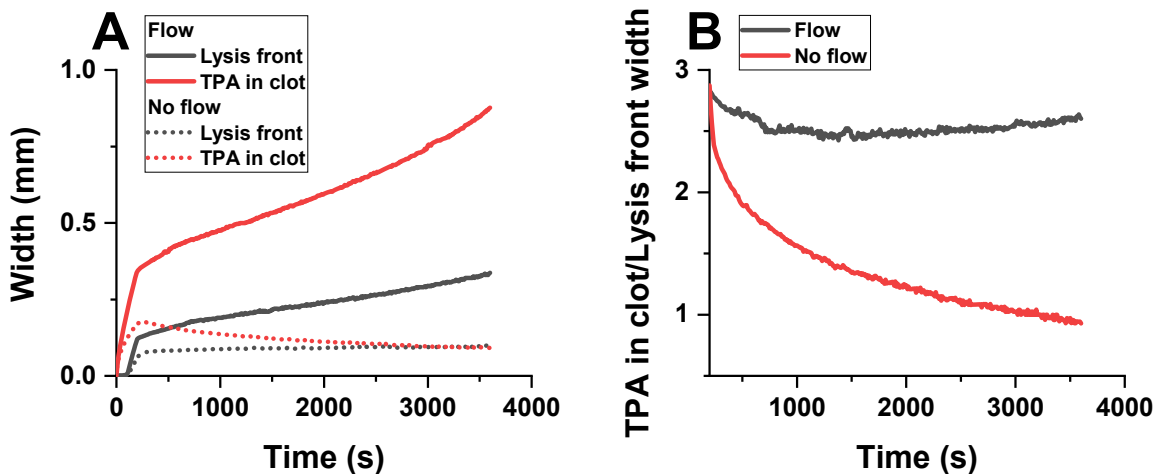 A
Flow
Lysis front
TPA in clot
No flow
Lysis front
TPA in clot
1.0
0.5
0.0
Width (mm)
0
1000
2000
3000
4000
Time (s)
B
Flow
No flow
3
2
1
TPA in clot/Lysis front width
1000
2000
3000
4000
Time (s)